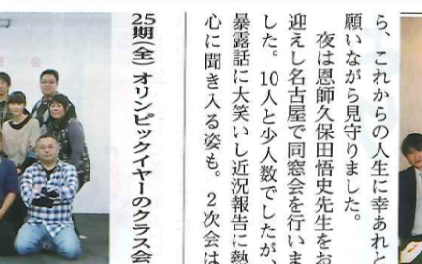 ら、これからの人生に幸あれと
願いながら見守りました。
夜は恩師久保田悟史先生をお
迎えし名古屋で同窓会を行いま
した。10人と少人数でしたが、
暴露話に大笑いし近況報告に熱
心に聞き入る姿も。2次会は
25期(全) オリンピックイヤーのクラス会